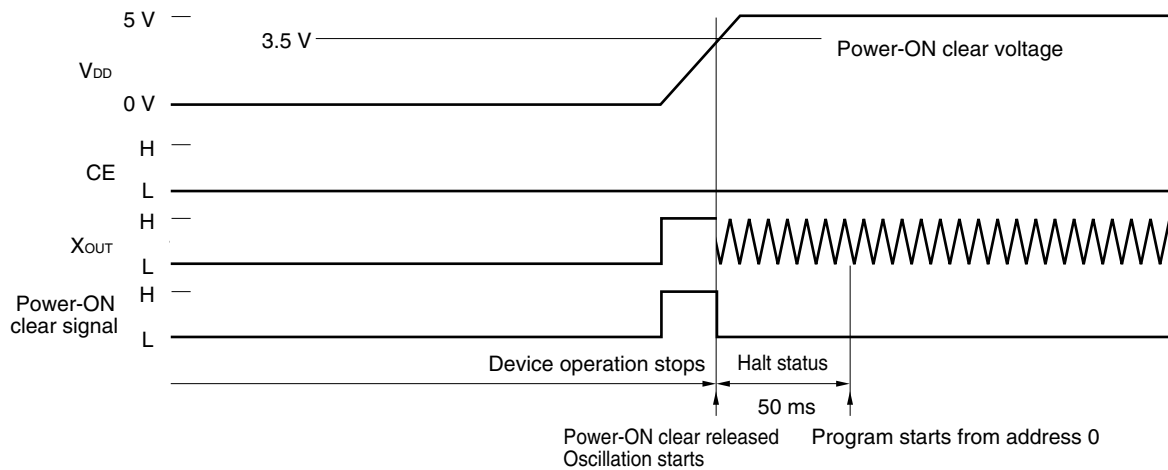 5 V
3.5 V
Power-ON clear voltage
VDD
0 V
H
CE
L
H
XOUT
L
H
Power-ON
clear signal
L
Device operation stops
Halt status
50 ms
Power-ON clear released
Oscillation starts
Program starts from address 0